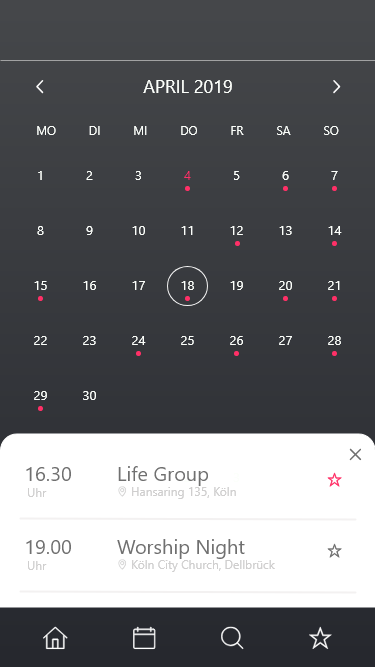 APRIL 2019
MO DI MI DO FR SA SO
1 2 3 4 5 6 7
8 9 10 11 12 13 14
15 16 17 18 19 20 21
22 23 24 25 26 27 28
29 30
16.30 Life Group
Uhr Hansaring 135, Köln
19.00 Worship Night
Uhr Köln City Church, Dellbrück